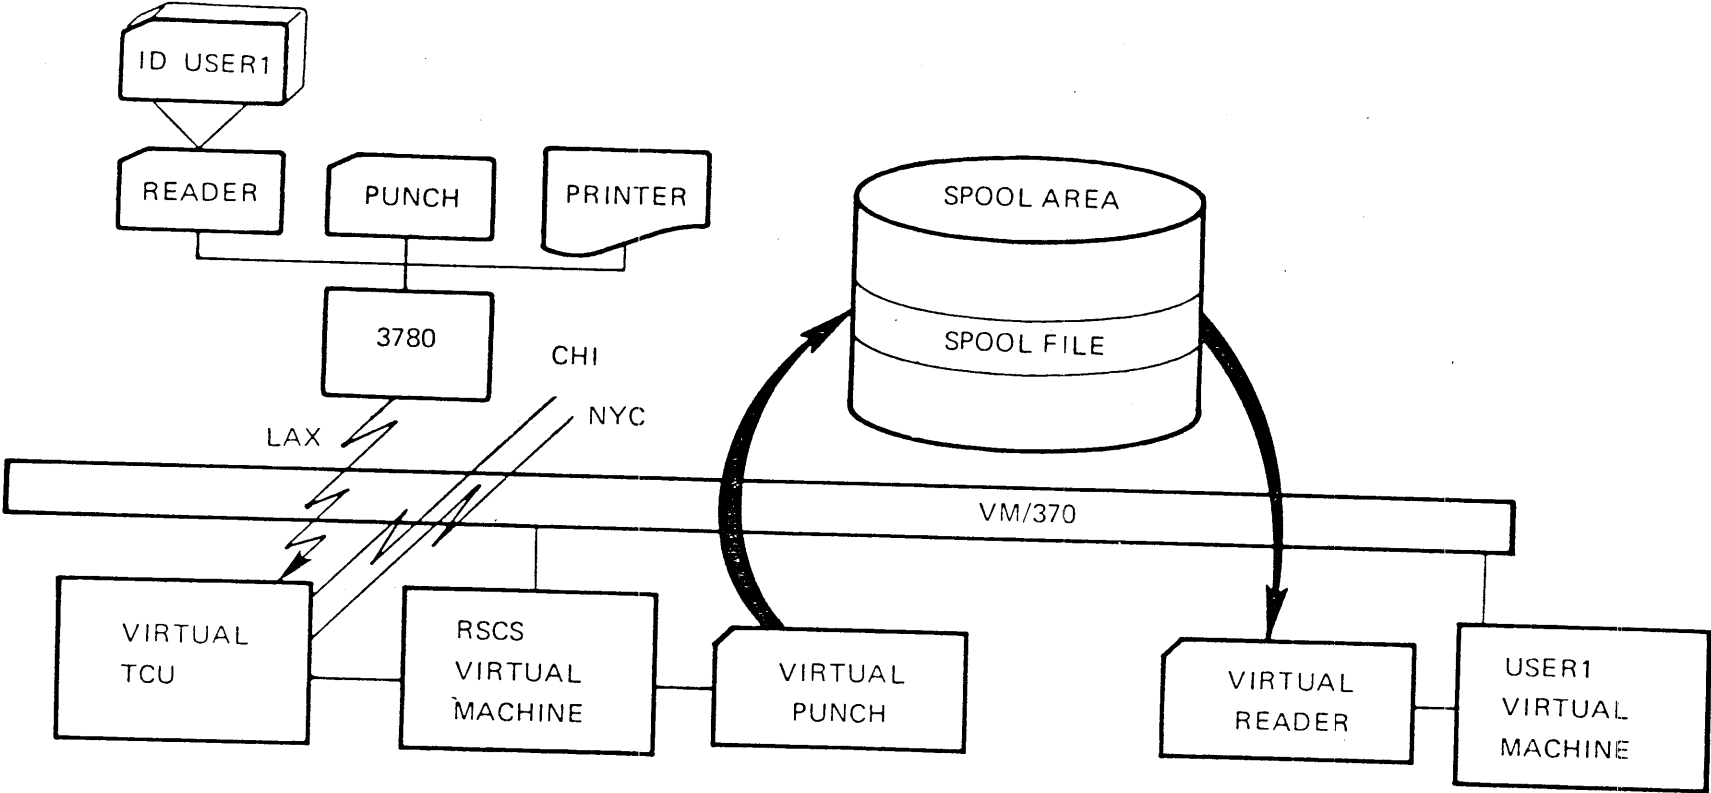 ID USER1
READER
PUNCH
PRINTER
SPOOL AREA
3780
SPOOL FILE
CHI
NYC
LAX
VM/370
VIRTUAL
TCU
RSCS
VIRTUAL
MACHINE
VIRTUAL
PUNCH
VIRTUAL
READER
USER1
VIRTUAL
MACHINE